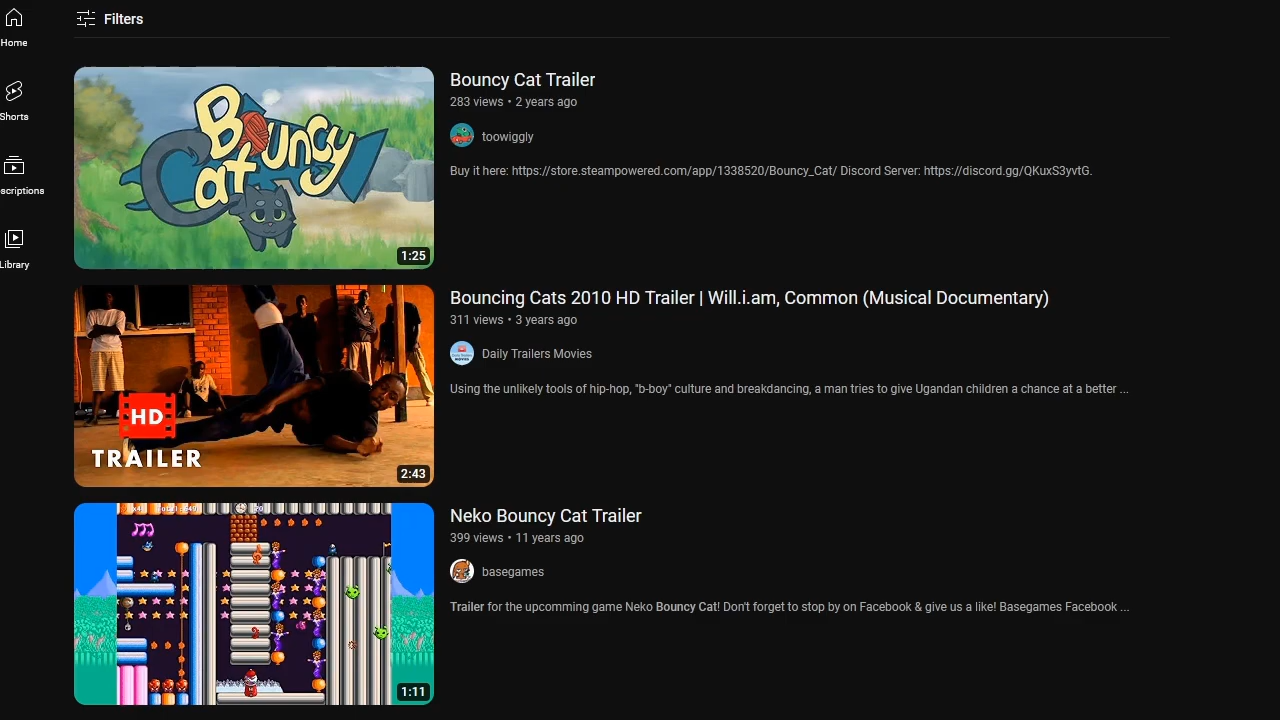 Filters
Home
Shorts
scriptions
Library
Bouncy
Cat
1:25
Bouncy Cat Trailer
283 views • 2 years ago
toowiggly
Buy it here: https://store.steampowered.com/app/1338520/Bouncy_Cat/ Discord Server: https://discord.gg/QKuxS3yvtG.
HD
TRAILER
2:43
Bouncing Cats 2010 HD Trailer | Will.i.am, Common (Musical Documentary)
311 views • 3 years ago
Daily Trailers Movies
Using the unlikely tools of hip-hop, "b-boy" culture and breakdancing, a man tries to give Ugandan children a chance at a better ...
1:11
Neko Bouncy Cat Trailer
399 views • 11 years ago
basegames
Trailer for the upcomming game Neko Bouncy Cat! Don't forget to stop by on Facebook & give us a like! Basegames Facebook ...